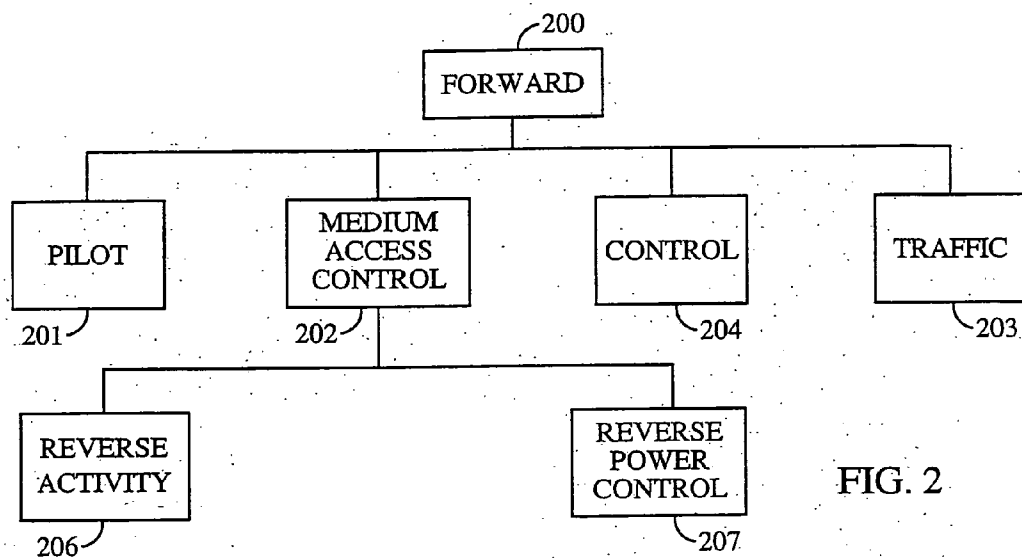 200
FORWARD
PILOT
MEDIUM
ACCESS
CONTROL
CONTROL
TRAFFIC
201
202
204
203
REVERSE
ACTIVITY
REVERSE
POWER
CONTROL
206
207
FIG. 2